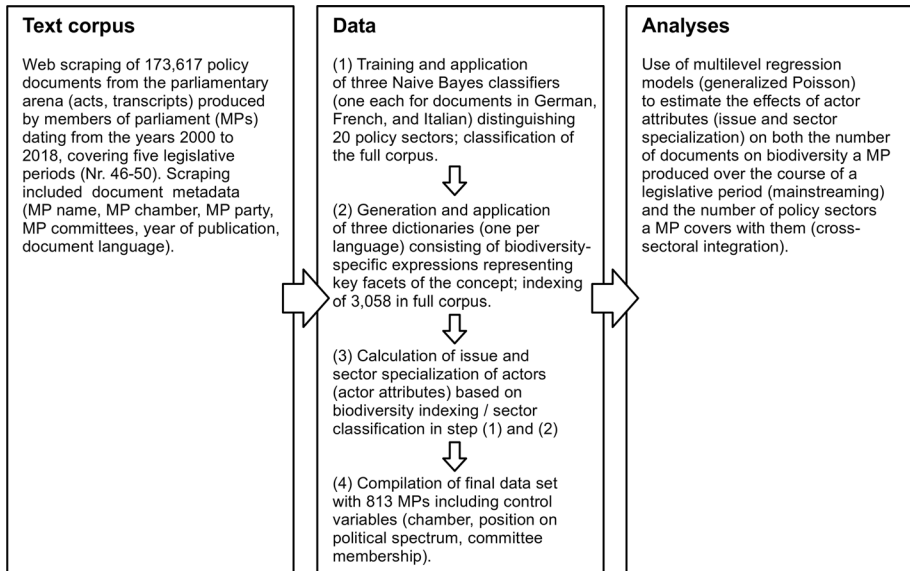 Text corpus
Web scraping of 173,617 policy
documents from the parliamentary
arena (acts, transcripts) produced
by members of parliament (MPs)
dating from the years 2000 to
2018, covering five legislative
periods (Nr. 46-50). Scraping
included document metadata
(MP name, MP chamber, MP party,
MP committees, year of publication,
document language).
Data
(1) Training and application
of three Naive Bayes classifiers
(one each for documents in German,
French, and Italian) distinguishing
20 policy sectors; classification of
the full corpus.
(2) Generation and application
of three dictionaries (one per
language) consisting of biodiversity-
specific expressions representing
key facets of the concept; indexing
of 3,058 in full corpus.
(3) Calculation of issue and
sector specialization of actors
(actor attributes) based on
biodiversity indexing / sector
classification in step (1) and (2)
(4) Compilation of final data set
with 813 MPs including control
variables (chamber, position on
political spectrum, committee
membership).
Analyses
Use of multilevel regression
models (generalized Poisson)
to estimate the effects of actor
attributes (issue and sector
specialization) on both the number
of documents on biodiversity a MP
produced over the course of a
legislative period (mainstreaming)
and the number of policy sectors
a MP covers with them (cross-
sectoral integration).